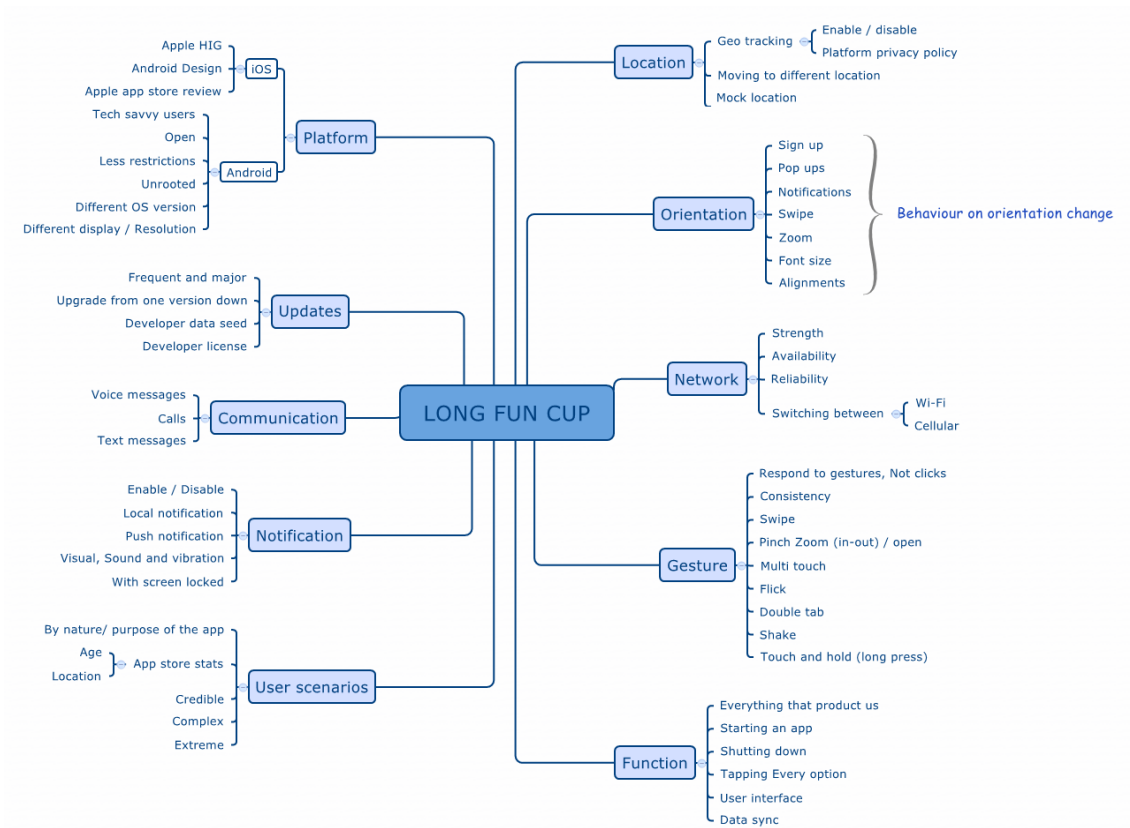 LONG FUN CUP
Location
Geo tracking
Enable / disable
Platform privacy policy
Moving to different location
Mock location
Orientation
Sign up
Pop ups
Notifications
Swipe
Zoom
Font size
Alignments
Behaviour on orientation change
Network
Strength
Availability
Reliability
Switching between
Wi-Fi
Cellular
Gesture
Respond to gestures, Not clicks
Consistency
Swipe
Pinch Zoom (in-out) / open
Multi touch
Flick
Double tab
Shake
Touch and hold (long press)
Function
Everything that product us
Starting an app
Shutting down
Tapping Every option
User interface
Data sync
User scenarios
By nature/ purpose of the app
App store stats
Age
Location
Credible
Complex
Extreme
Notification
Enable / Disable
Local notification
Push notification
Visual, Sound and vibration
With screen locked
Communication
Voice messages
Calls
Text messages
Updates
Frequent and major
Upgrade from one version down
Developer data seed
Developer license
Platform
iOS
Apple HIG
Android Design
Apple app store review
Android
Tech savvy users
Open
Less restrictions
Unrooted
Different OS version
Different display / Resolution